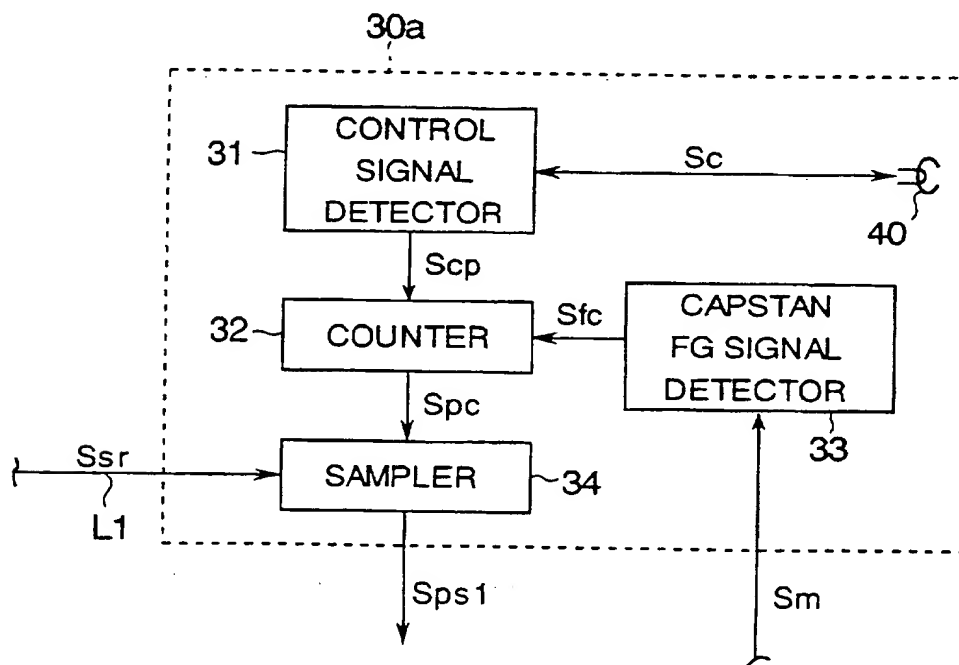 30a
31
CONTROL
SIGNAL
DETECTOR
Sc
40
Scp
32
COUNTER
Sfc
CAPSTAN
FG SIGNAL
DETECTOR
33
Spc
Ssr
L1
SAMPLER
34
Sps1
Sm